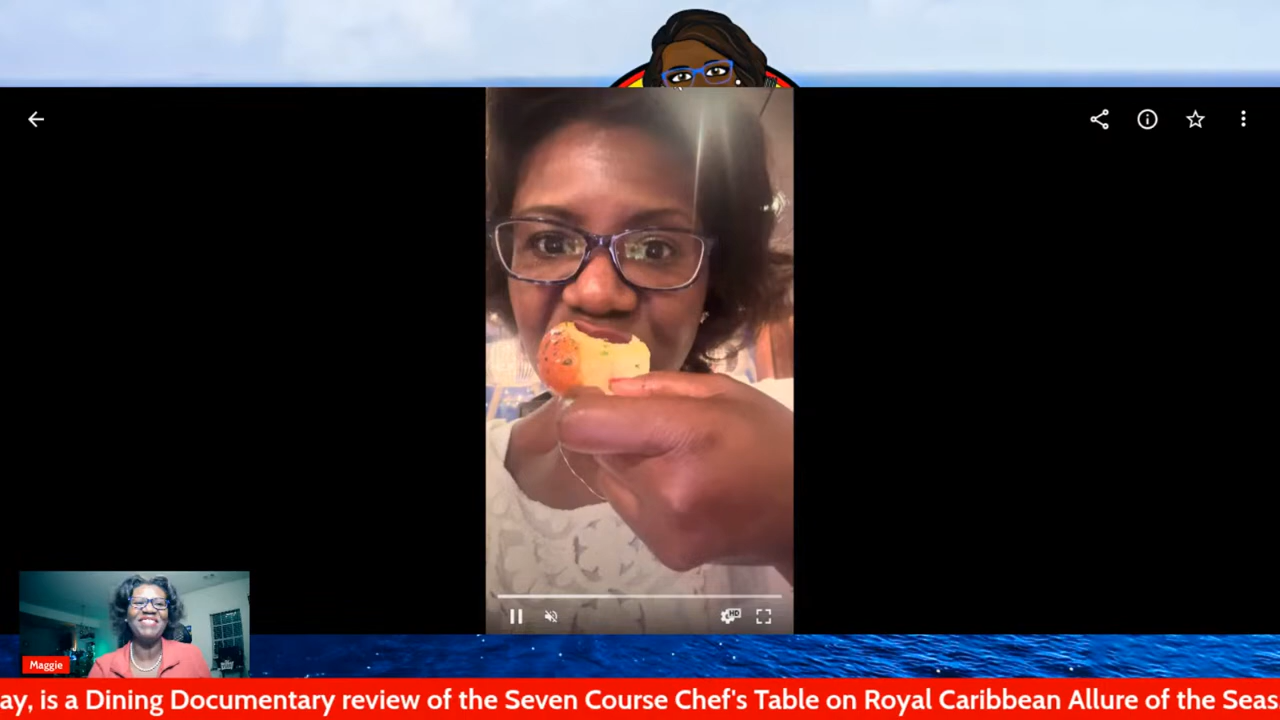 HD
Maggie
ay, is a Dining Documentary review of the Seven Course Chef's Table on Royal Caribbean Allure of the Seas